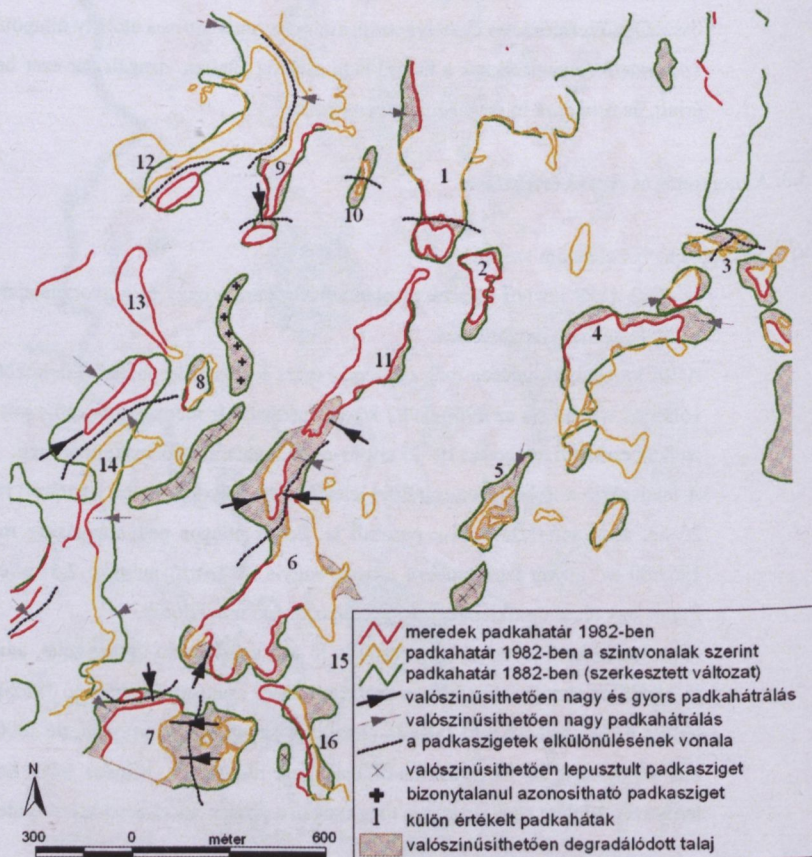 12
9
10
1
2
3
13
11
4
8
14
5
6
15
7
16
meredek padkahatár 1982-ben
padkahatár 1982-ben a szintvonalak szerint
padkahatár 1882-ben (szerkesztett változat)
valószínűsíthetően nagy és gyors padkahátrálás
valószínűsíthetően nagy padkahátrálás
a padkaszigetek elkülönülésének vonala
valószínűsíthetően lepusztult padkasziget
bizonytalanul azonosítható padkasziget
külön értékelt padkahátak
valószínűsíthetően degradálódott talaj
N
300 0 méter 600